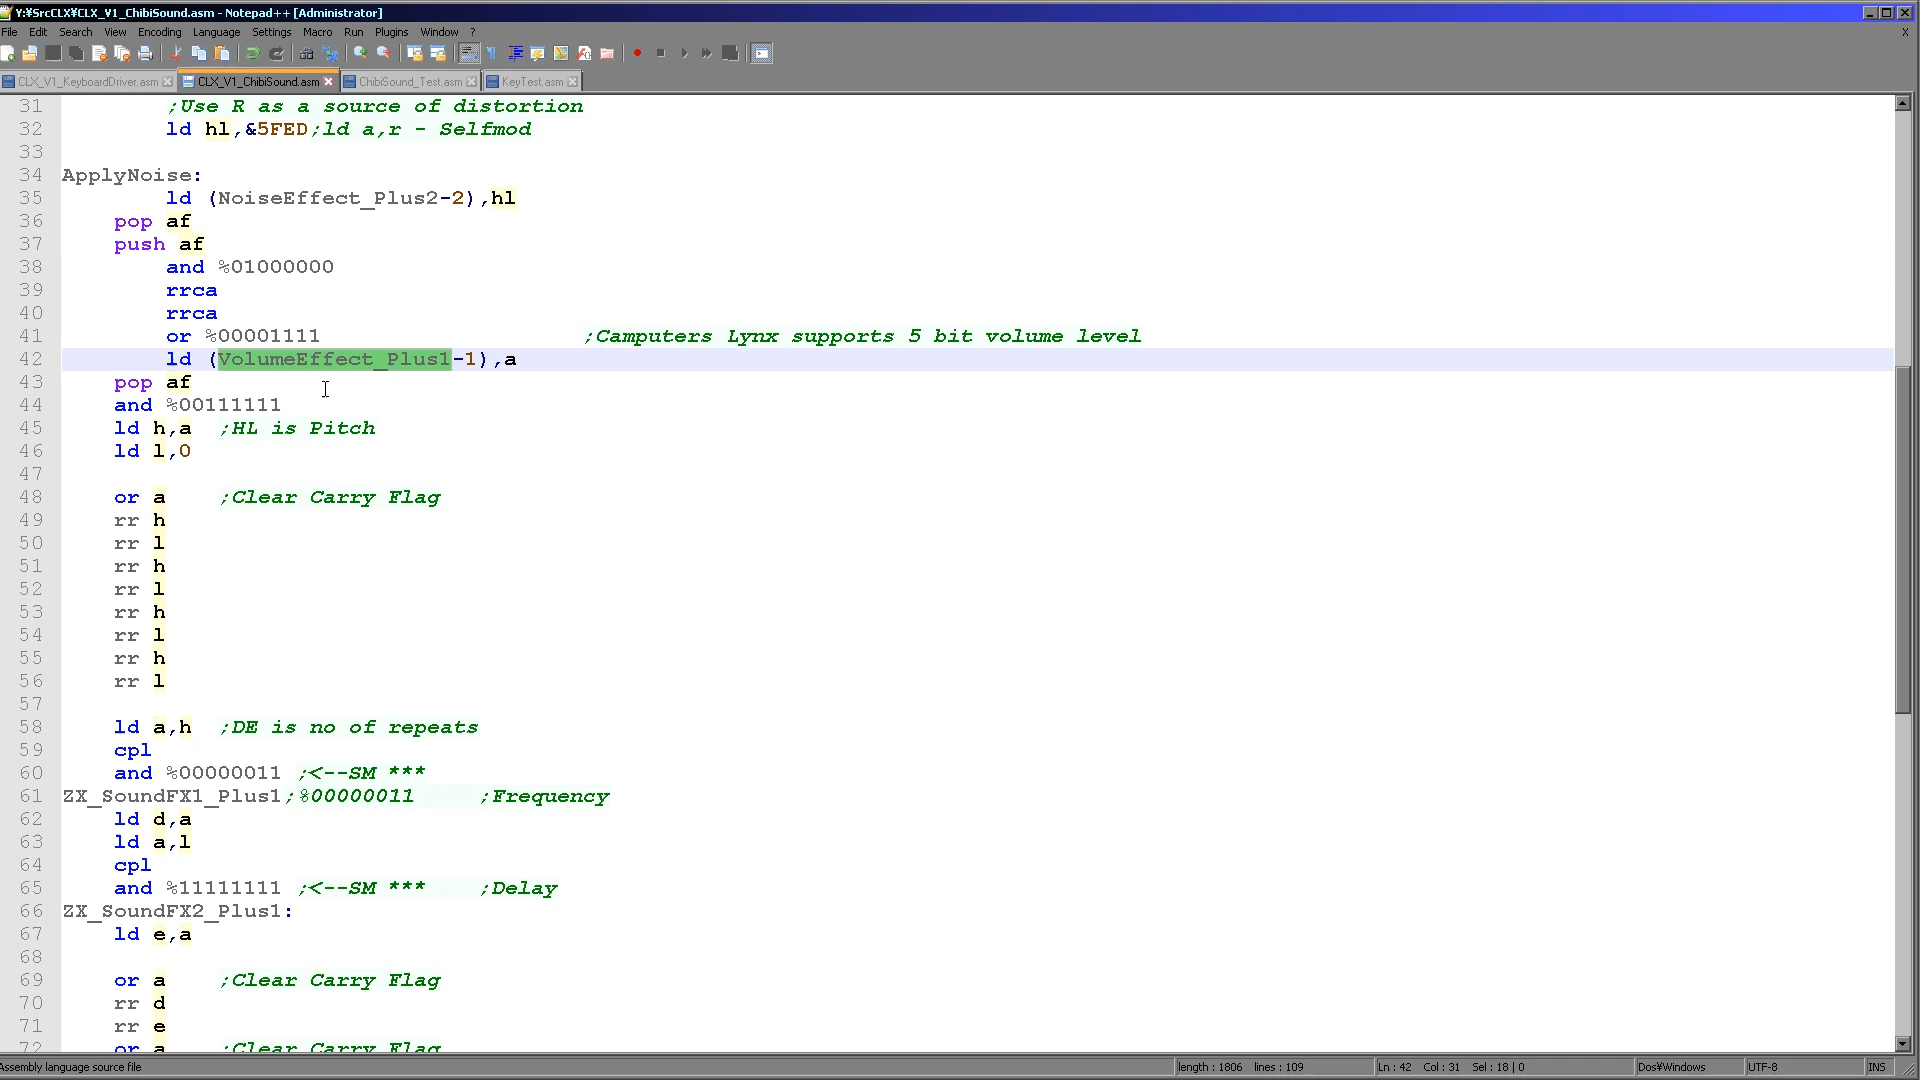 Y:¥SrcCLX¥CLX_V1_ChibiSound.asm - Notepad++ [Administrator]
File Edit Search View Encoding Language Settings Macro Run Plugins Window ?
X
CLX_V1_KeyboardDriver.asm CLX_V1_ChibiSound.asm ChibiSound_Test.asm KeyTest.asm
31 ;Use R as a source of distortion
32 ld hl,&5FED;ld a,r - Selfmod
33
34 ApplyNoise:
35 ld (NoiseEffect_Plus2-2),hl
36 pop af
37 push af
38 and %01000000
39 rrca
40 rrca
41 or %00001111 ;Camputers Lynx supports 5 bit volume level
42 ld (VolumeEffect_Plus1-1),a
43 pop af
44 and %00111111
45 ld h,a ;HL is Pitch
46 ld l,0
47
48 or a ;Clear Carry Flag
49 rr h
50 rr l
51 rr h
52 rr l
53 rr h
54 rr l
55 rr h
56 rr l
57
58 ld a,h ;DE is no of repeats
59 cpl
60 and %00000011 ;<--SM ***
61 ZX_SoundFX1_Plus1;%00000011 ;Frequency
62 ld d,a
63 ld a,l
64 cpl
65 and %11111111 ;<--SM *** ;Delay
66 ZX_SoundFX2_Plus1:
67 ld e,a
68
69 or a ;Clear Carry Flag
70 rr d
71 rr e
72 or a ;Clear Carry Flag
Assembly language source file length : 1806 lines : 109 Ln : 42 Col : 31 Sel : 18 | 0 Dos¥Windows UTF-8 INS